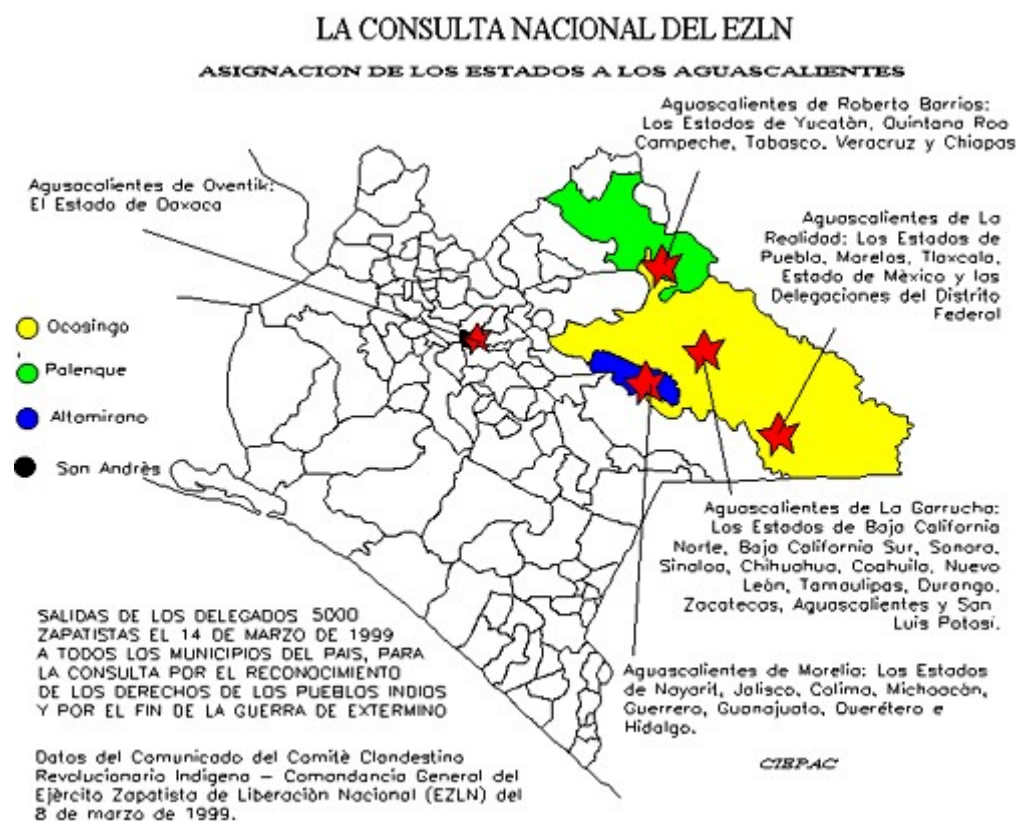 LA CONSULTA NACIONAL DEL EZLN
ASIGNACION DE LOS ESTADOS A LOS AGUASCALIENTES
Aguascalientes de Roberto Barrios:
Los Estados de Yucatàn, Quintana Roo
Campeche, Tabasco, Veracruz y Chiapas
Agusacalientes de Oventik:
El Estado de Oaxaca
Aguascalientes de La
Realidad: Los Estados de
Puebla, Morelos, Tlaxcala,
Estado de Mèxico y las
Delegaciones del Distrito
Federal
Ocosingo
Palenque
Altamirano
San Andrès
Aguascalientes de La Garrucha:
Los Estados de Baja California
Norte, Baja California Sur, Sonora,
Sinaloa, Chihuahua, Coahuila, Nuevo
León, Tamaulipas, Durango,
Zacatecas, Aguascalientes y San
Luis Potosí.
SALIDAS DE LOS DELEGADOS 5000
ZAPATISTAS EL 14 DE MARZO DE 1999
A TODOS LOS MUNICIPIOS DEL PAIS, PARA
LA CONSULTA POR EL RECONOCIMIENTO
DE LOS DERECHOS DE LOS PUEBLOS INDIOS
Y POR EL FIN DE LA GUERRA DE EXTERMINO
Aguascalientes de Morelia: Los Estados
de Nayarit, Jalisco, Colima, Michoacán,
Guerrero, Guanajuato, Querétero e
Hidalgo.
Datos del Comunicado del Comitè Clandestino
Revolucionario Indìgena – Comandancia General del
Ejèrcito Zapatista de Liberaciòn Nacional (EZLN) del
8 de marzo de 1999.
CIEPAC